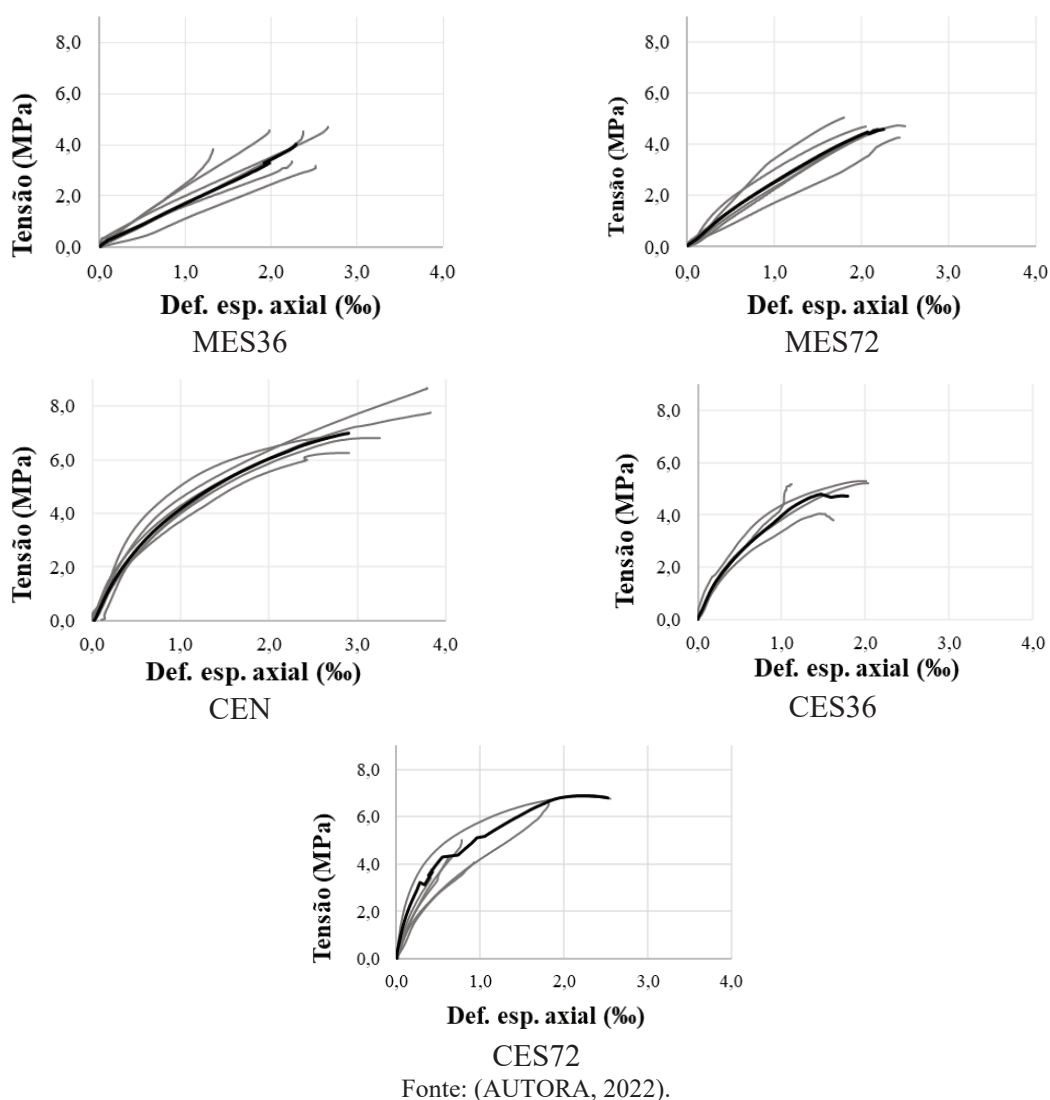 8,0
6,0
4,0
2,0
0,0
Tensão (MPa)
0,0 1,0 2,0 3,0 4,0
Def. esp. axial (‰)
MES36
8,0
6,0
4,0
2,0
0,0
Tensão (MPa)
0,0 1,0 2,0 3,0 4,0
Def. esp. axial (‰)
MES72
8,0
6,0
4,0
2,0
0,0
Tensão (MPa)
0,0 1,0 2,0 3,0 4,0
Def. esp. axial (‰)
CEN
8,0
6,0
4,0
2,0
0,0
Tensão (MPa)
0,0 1,0 2,0 3,0 4,0
Def. esp. axial (‰)
CES36
8,0
6,0
4,0
2,0
0,0
Tensão (MPa)
0,0 1,0 2,0 3,0 4,0
Def. esp. axial (‰)
CES72
Fonte: (AUTORA, 2022).